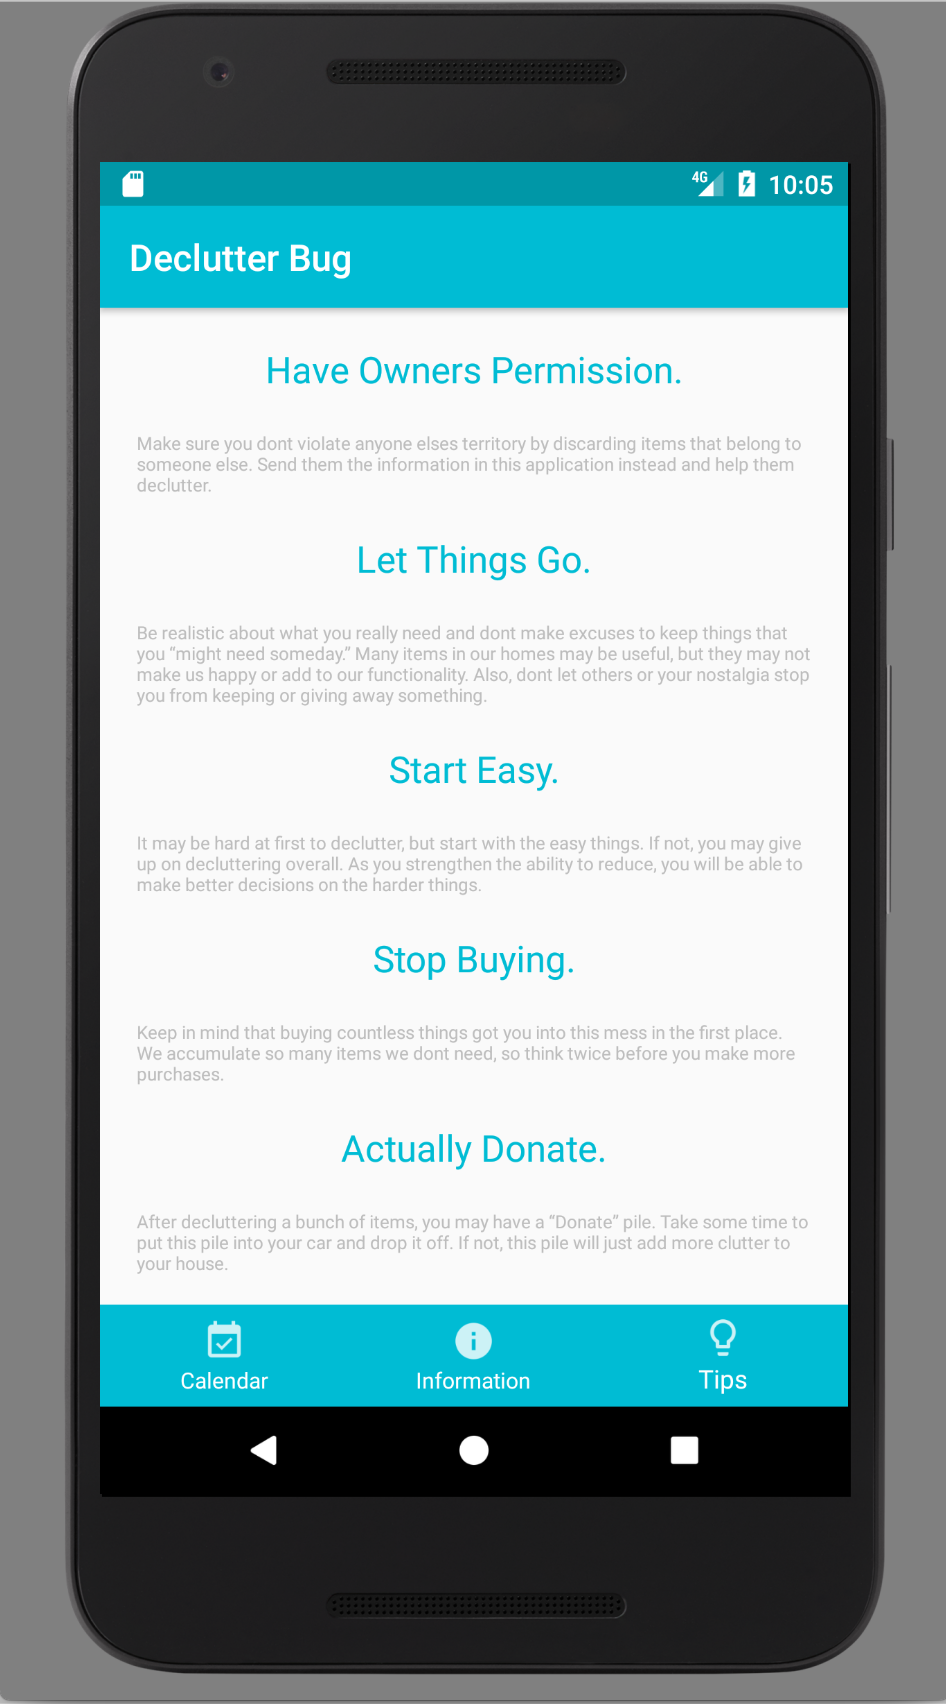 4G 10:05
Declutter Bug
Have Owners Permission.
Make sure you dont violate anyone elses territory by discarding items that belong to
someone else. Send them the information in this application instead and help them
declutter.
Let Things Go.
Be realistic about what you really need and dont make excuses to keep things that
you “might need someday.” Many items in our homes may be useful, but they may not
make us happy or add to our functionality. Also, dont let others or your nostalgia stop
you from keeping or giving away something.
Start Easy.
It may be hard at first to declutter, but start with the easy things. If not, you may give
up on decluttering overall. As you strengthen the ability to reduce, you will be able to
make better decisions on the harder things.
Stop Buying.
Keep in mind that buying countless things got you into this mess in the first place.
We accumulate so many items we dont need, so think twice before you make more
purchases.
Actually Donate.
After decluttering a bunch of items, you may have a “Donate” pile. Take some time to
put this pile into your car and drop it off. If not, this pile will just add more clutter to
your house.
Calendar Information Tips